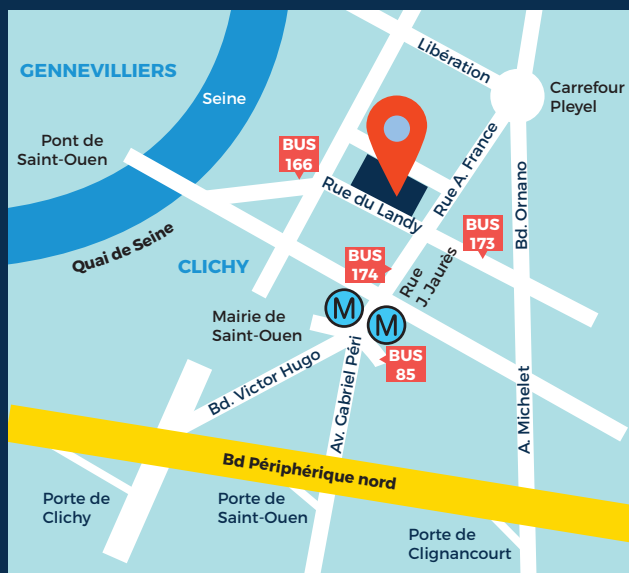 Libération
GENNEVILLIERS
Seine
Carrefour
Pleyel
Pont de
Saint-Ouen
BUS
166
Rue A. France
Rue du Landy
Bd. Ornano
BUS
173
Quai de Seine
CLICHY
BUS
174
Rue
J. Jaurès
M
M
Mairie de
Saint-Ouen
BUS
85
Bd. Victor Hugo
Av. Gabriel Péri
A. Michelet
Bd Périphérique nord
Porte de
Clichy
Porte de
Saint-Ouen
Porte de
Clignancourt